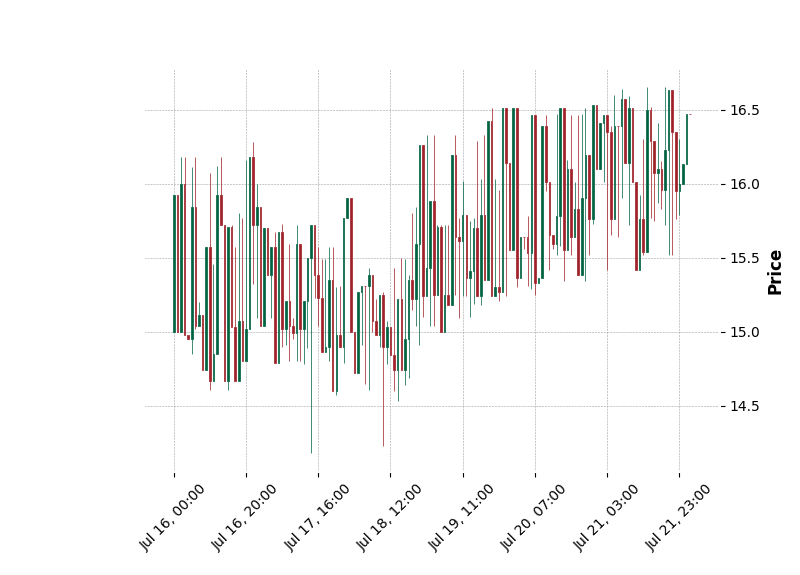 16.5
16.0
15.5
15.0
14.5
Price
Jul 16, 00:00
Jul 16, 20:00
Jul 17, 16:00
Jul 18, 12:00
Jul 19, 11:00
Jul 20, 07:00
Jul 21, 03:00
Jul 21, 23:00